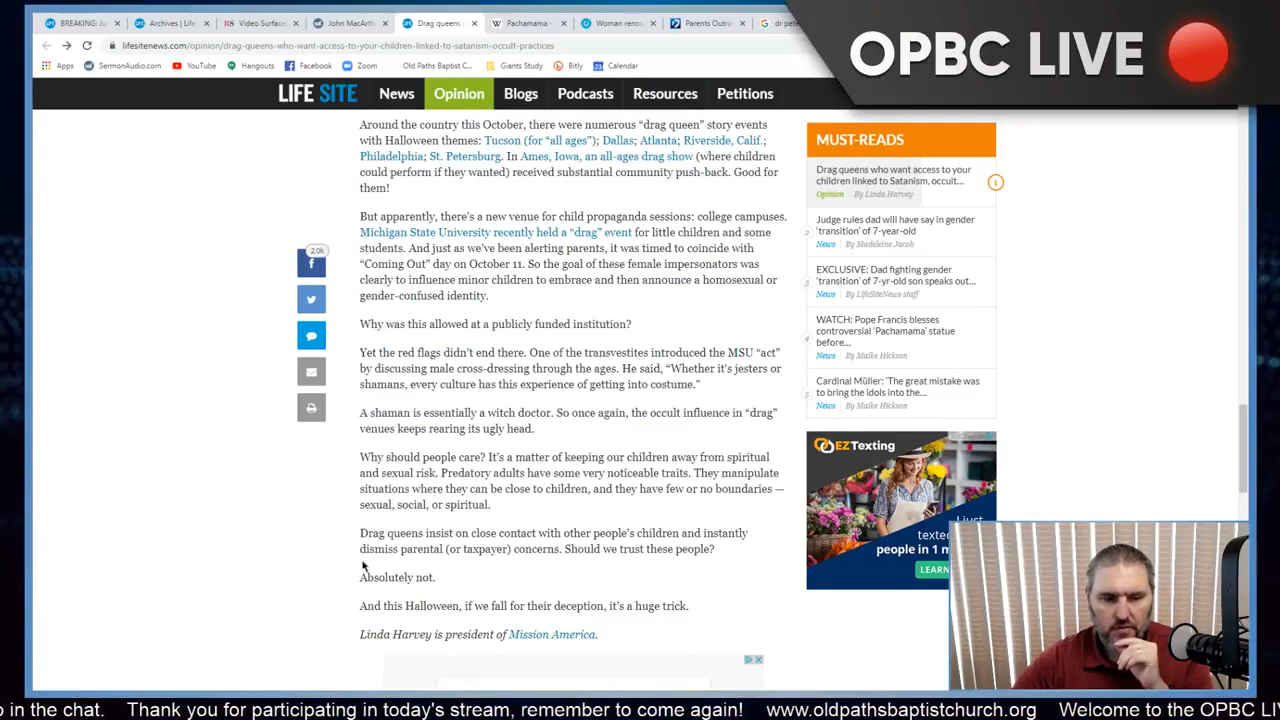 BREAKING: Ju
Archives | Life
Video Surface
John MacArth
Drag queens
Pachamama -
Woman renou
Parents Outra
dr pete
OPBC LIVE
lifesitenews.com/opinion/drag-queens-who-want-access-to-your-children-linked-to-satanism-occult-practices
Apps SermonAudio.com YouTube Hangouts Facebook Zoom Old Paths Baptist C... Giants Study Bitly Calendar
LIFE SITE News Opinion Blogs Podcasts Resources Petitions
Around the country this October, there were numerous “drag queen” story events
with Halloween themes: Tucson (for “all ages”); Dallas; Atlanta; Riverside, Calif.;
Philadelphia; St. Petersburg. In Ames, Iowa, an all-ages drag show (where children
could perform if they wanted) received substantial community push-back. Good for
them!
But apparently, there’s a new venue for child propaganda sessions: college campuses.
Michigan State University recently held a “drag” event for little children and some
students. And just as we’ve been alerting parents, it was timed to coincide with
“Coming Out” day on October 11. So the goal of these female impersonators was
clearly to influence minor children to embrace and then announce a homosexual or
gender-confused identity.
Why was this allowed at a publicly funded institution?
Yet the red flags didn’t end there. One of the transvestites introduced the MSU “act”
by discussing male cross-dressing through the ages. He said, “Whether it’s jesters or
shamans, every culture has this experience of getting into costume.”
A shaman is essentially a witch doctor. So once again, the occult influence in “drag”
venues keeps rearing its ugly head.
Why should people care? It’s a matter of keeping our children away from spiritual
and sexual risk. Predatory adults have some very noticeable traits. They manipulate
situations where they can be close to children, and they have few or no boundaries —
sexual, social, or spiritual.
Drag queens insist on close contact with other people’s children and instantly
dismiss parental (or taxpayer) concerns. Should we trust these people?
Absolutely not.
And this Halloween, if we fall for their deception, it’s a huge trick.
Linda Harvey is president of Mission America.
2.0k
MUST-READS
Drag queens who want access to your
children linked to Satanism, occult...
Opinion By Linda Harvey
1
Judge rules dad will have say in gender
‘transition’ of 7-year-old
News By Madeleine Jacob
2
EXCLUSIVE: Dad fighting gender
‘transition’ of 7-yr-old son speaks out...
News By LifeSiteNews staff
3
WATCH: Pope Francis blesses
controversial ‘Pachamama’ statue
before...
News By Maike Hickson
4
Cardinal Müller: ‘The great mistake was
to bring the idols into the...
News By Maike Hickson
5
EZTexting
Just
people in 1 m
LEARN
o in the chat. Thank you for participating in today's stream, remember to come again! www.oldpathsbaptistchurch.org Welcome to the OPBC LI